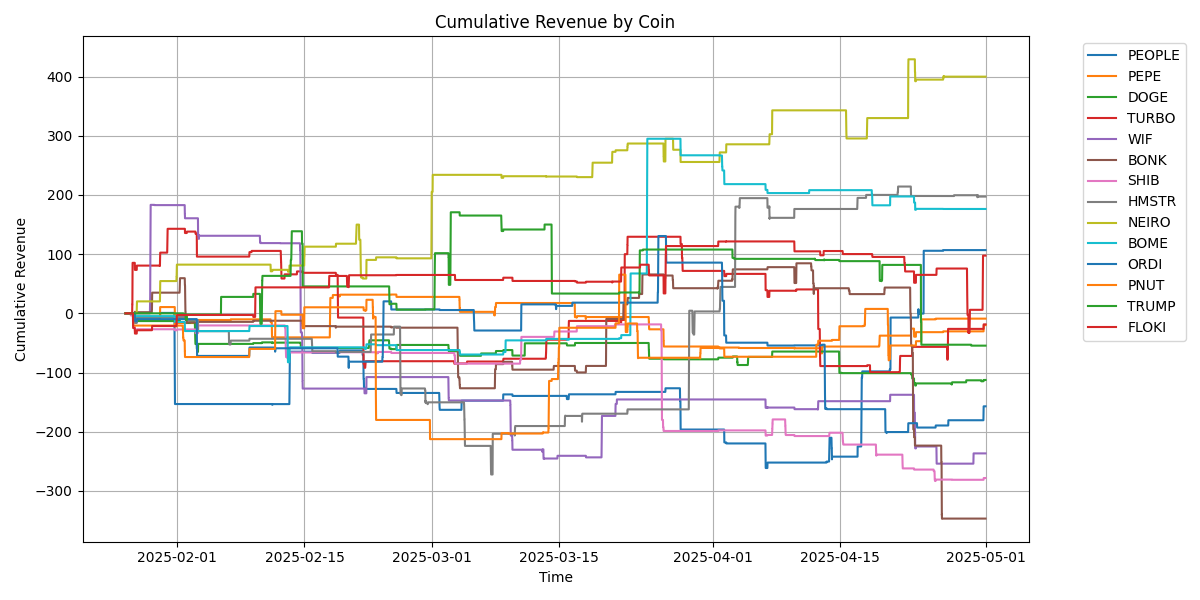 Cumulative Revenue by Coin
Cumulative Revenue
400
300
200
100
0
−100
−200
−300
2025-02-01
2025-02-15
2025-03-01
2025-03-15
2025-04-01
2025-04-15
2025-05-01
Time
PEOPLE
PEPE
DOGE
TURBO
WIF
BONK
SHIB
HMSTR
NEIRO
BOME
ORDI
PNUT
TRUMP
FLOKI